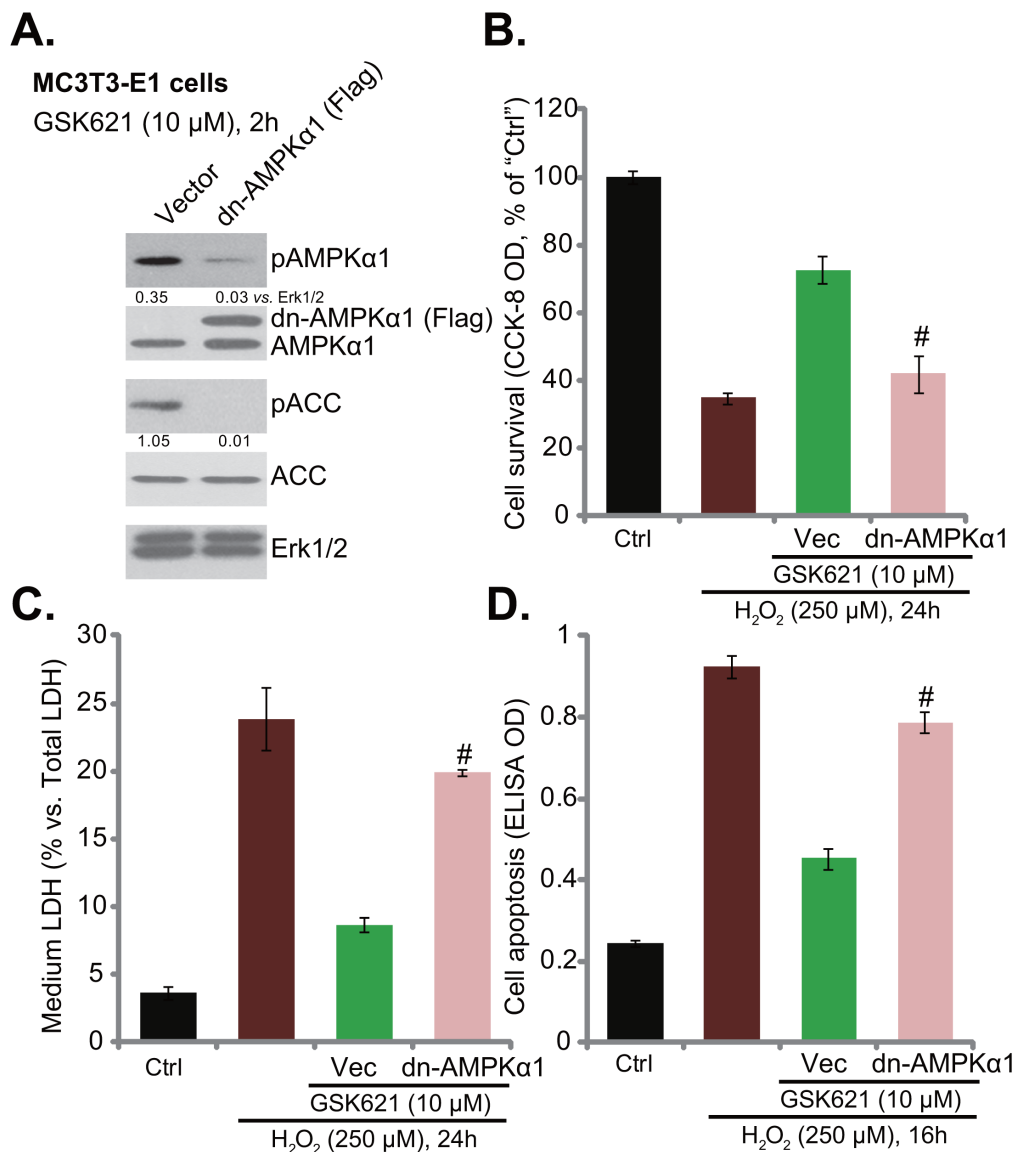 A.
MC3T3-E1 cells
GSK621 (10 μM), 2h
Vector
dn-AMPKα1 (Flag)
pAMPKα1
0.35 0.03 vs. Erk1/2
dn-AMPKα1 (Flag)
AMPKα1
pACC
1.05 0.01
ACC
Erk1/2
B.
Cell survival (CCK-8 OD, % of “Ctrl”)
120
100
80
60
40
20
0
#
Ctrl
Vec dn-AMPKα1
GSK621 (10 μM)
H₂O₂ (250 μM), 24h
C.
Medium LDH (% vs. Total LDH)
30
25
20
15
10
5
0
#
Ctrl
Vec dn-AMPKα1
GSK621 (10 μM)
H₂O₂ (250 μM), 24h
D.
Cell apoptosis (ELISA OD)
1
0.8
0.6
0.4
0.2
0
#
Ctrl
Vec dn-AMPKα1
GSK621 (10 μM)
H₂O₂ (250 μM), 16h